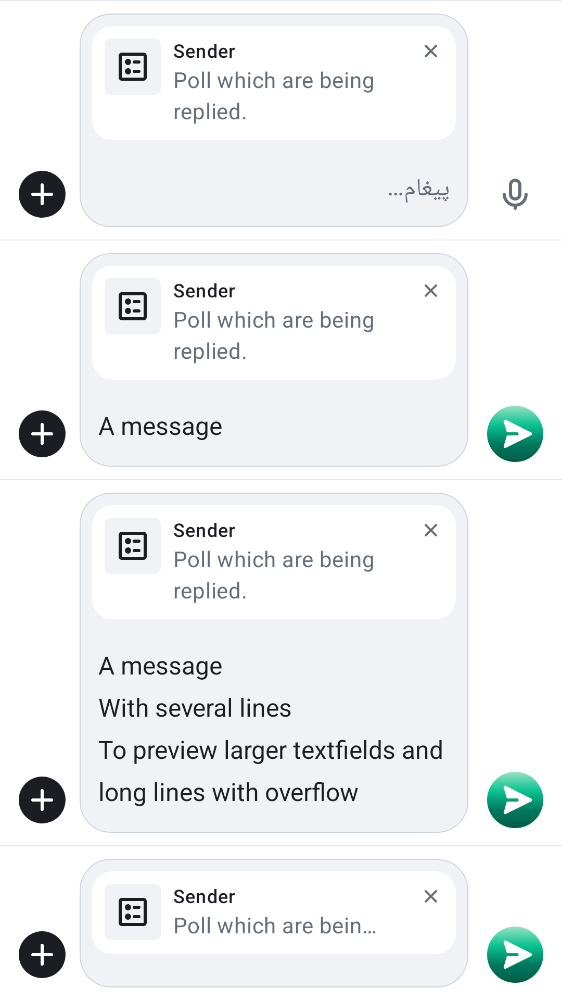 Sender
Poll which are being
replied.
پیغام...
Sender
Poll which are being
replied.
A message
Sender
Poll which are being
replied.
A message
With several lines
To preview larger textfields and
long lines with overflow
Sender
Poll which are bein...